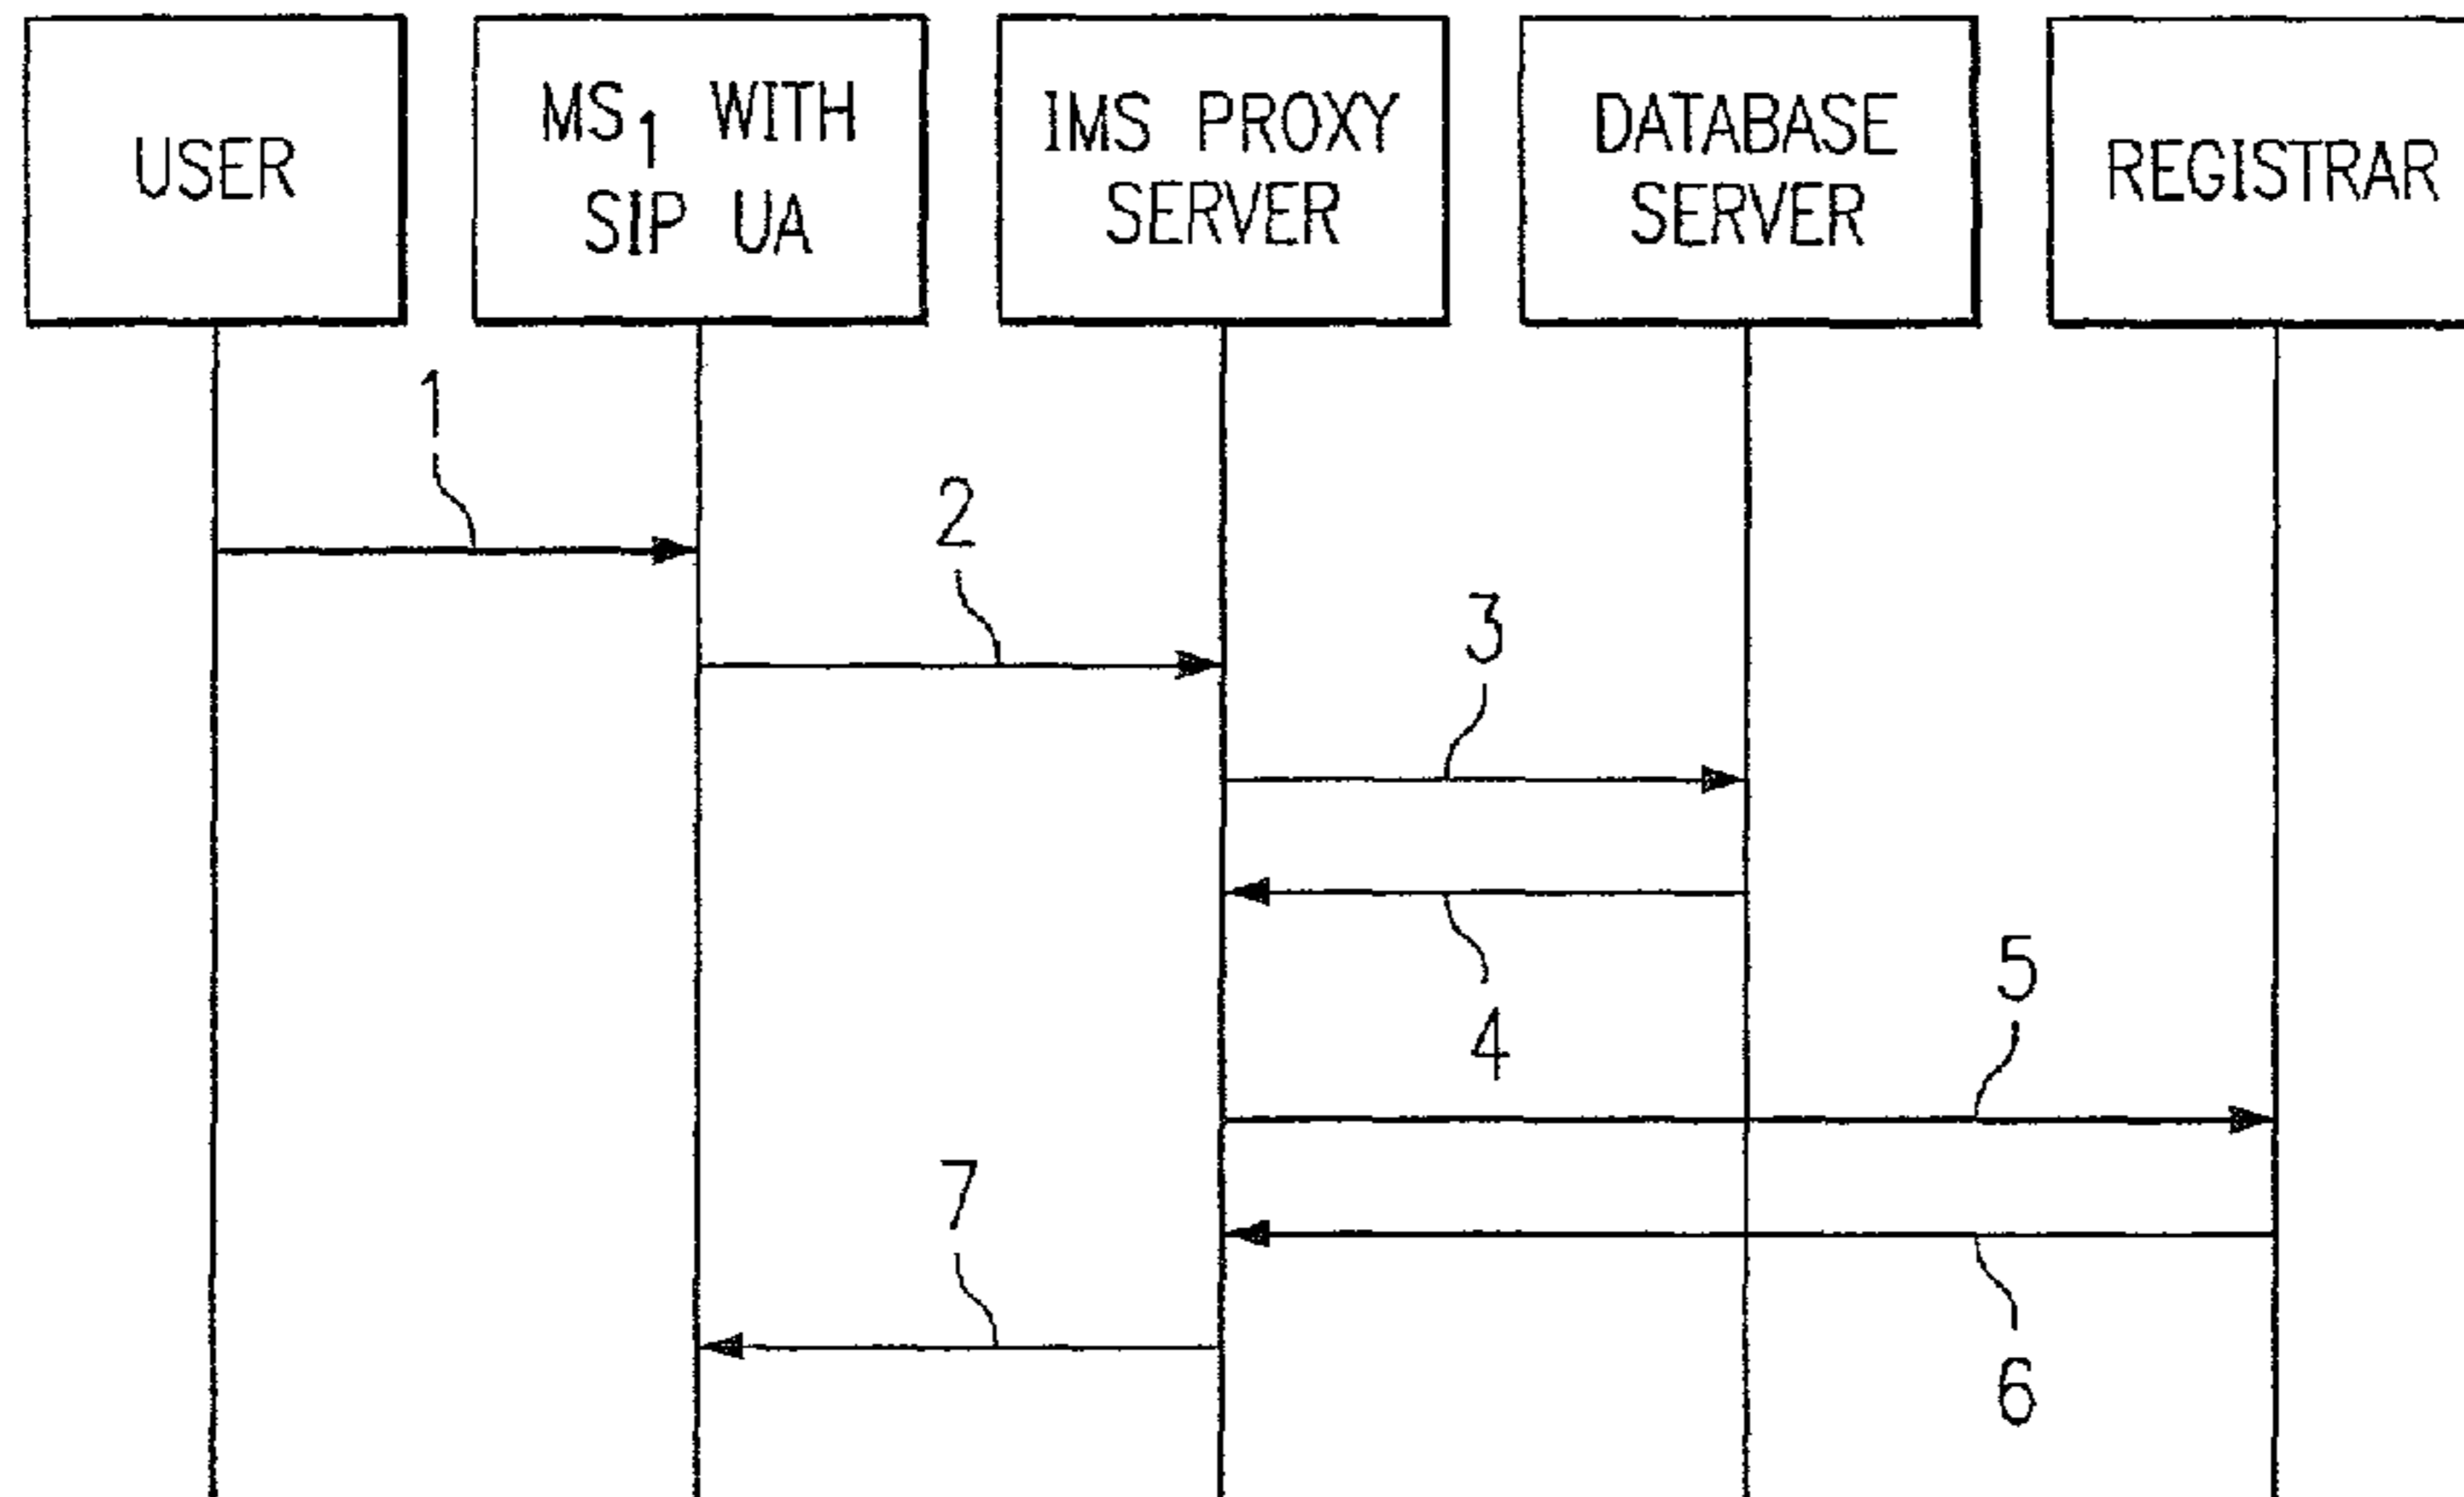 USER
MS1 WITH
SIP UA
IMS PROXY
SERVER
DATABASE
SERVER
REGISTRAR
1
2
3
4
5
7
6